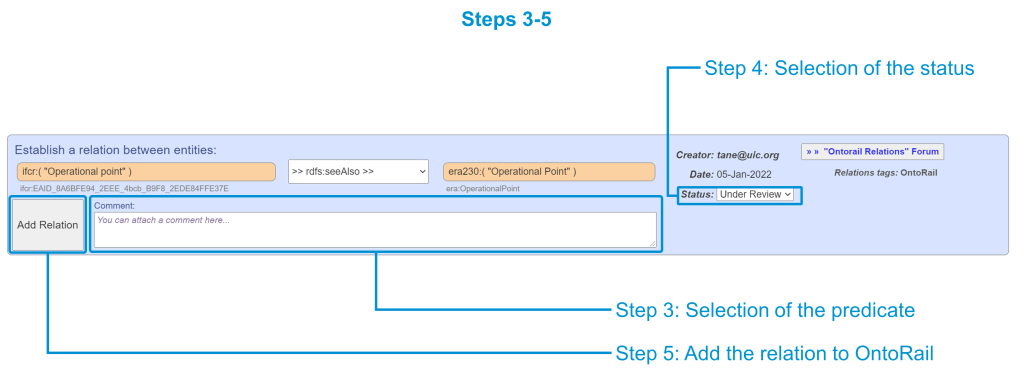 Steps 3-5
Step 4: Selection of the status
Establish a relation between entities:
ifcr:( "Operational point" )
>> rdfs:seeAlso >>
era230:( "Operational Point" )
ifcr:EAID_8A6BFE94_2EEE_4bcb_B9F8_2EDE84FFE37E
era:OperationalPoint
Creator: tane@uic.org
» » "Ontorail Relations" Forum
Date: 05-Jan-2022
Relations tags: OntoRail
Status: Under Review
Add Relation
Comment:
You can attach a comment here...
Step 3: Selection of the predicate
Step 5: Add the relation to OntoRail